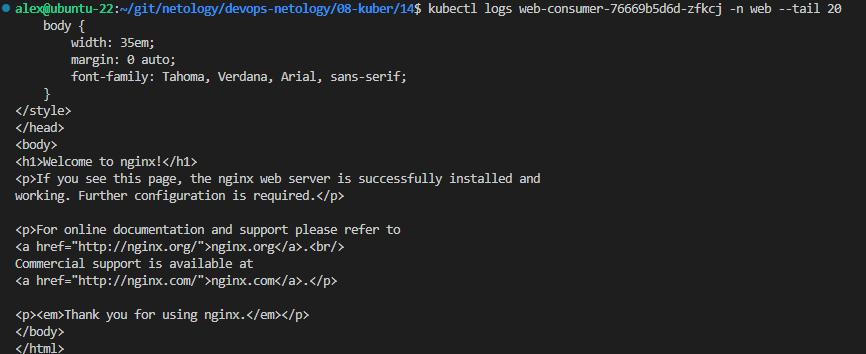 alex@ubuntu-22:~/git/netology/devops-netology/08-kuber/14$ kubectl logs web-consumer-76669b5d6d-zfkcj -n web --tail 20
    body {
        width: 35em;
        margin: 0 auto;
        font-family: Tahoma, Verdana, Arial, sans-serif;
    }
</style>
</head>
<body>
<h1>Welcome to nginx!</h1>
<p>If you see this page, the nginx web server is successfully installed and
working. Further configuration is required.</p>

<p>For online documentation and support please refer to
<a href="http://nginx.org/">nginx.org</a>.<br/>
Commercial support is available at
<a href="http://nginx.com/">nginx.com</a>.</p>

<p><em>Thank you for using nginx.</em></p>
</body>
</html>